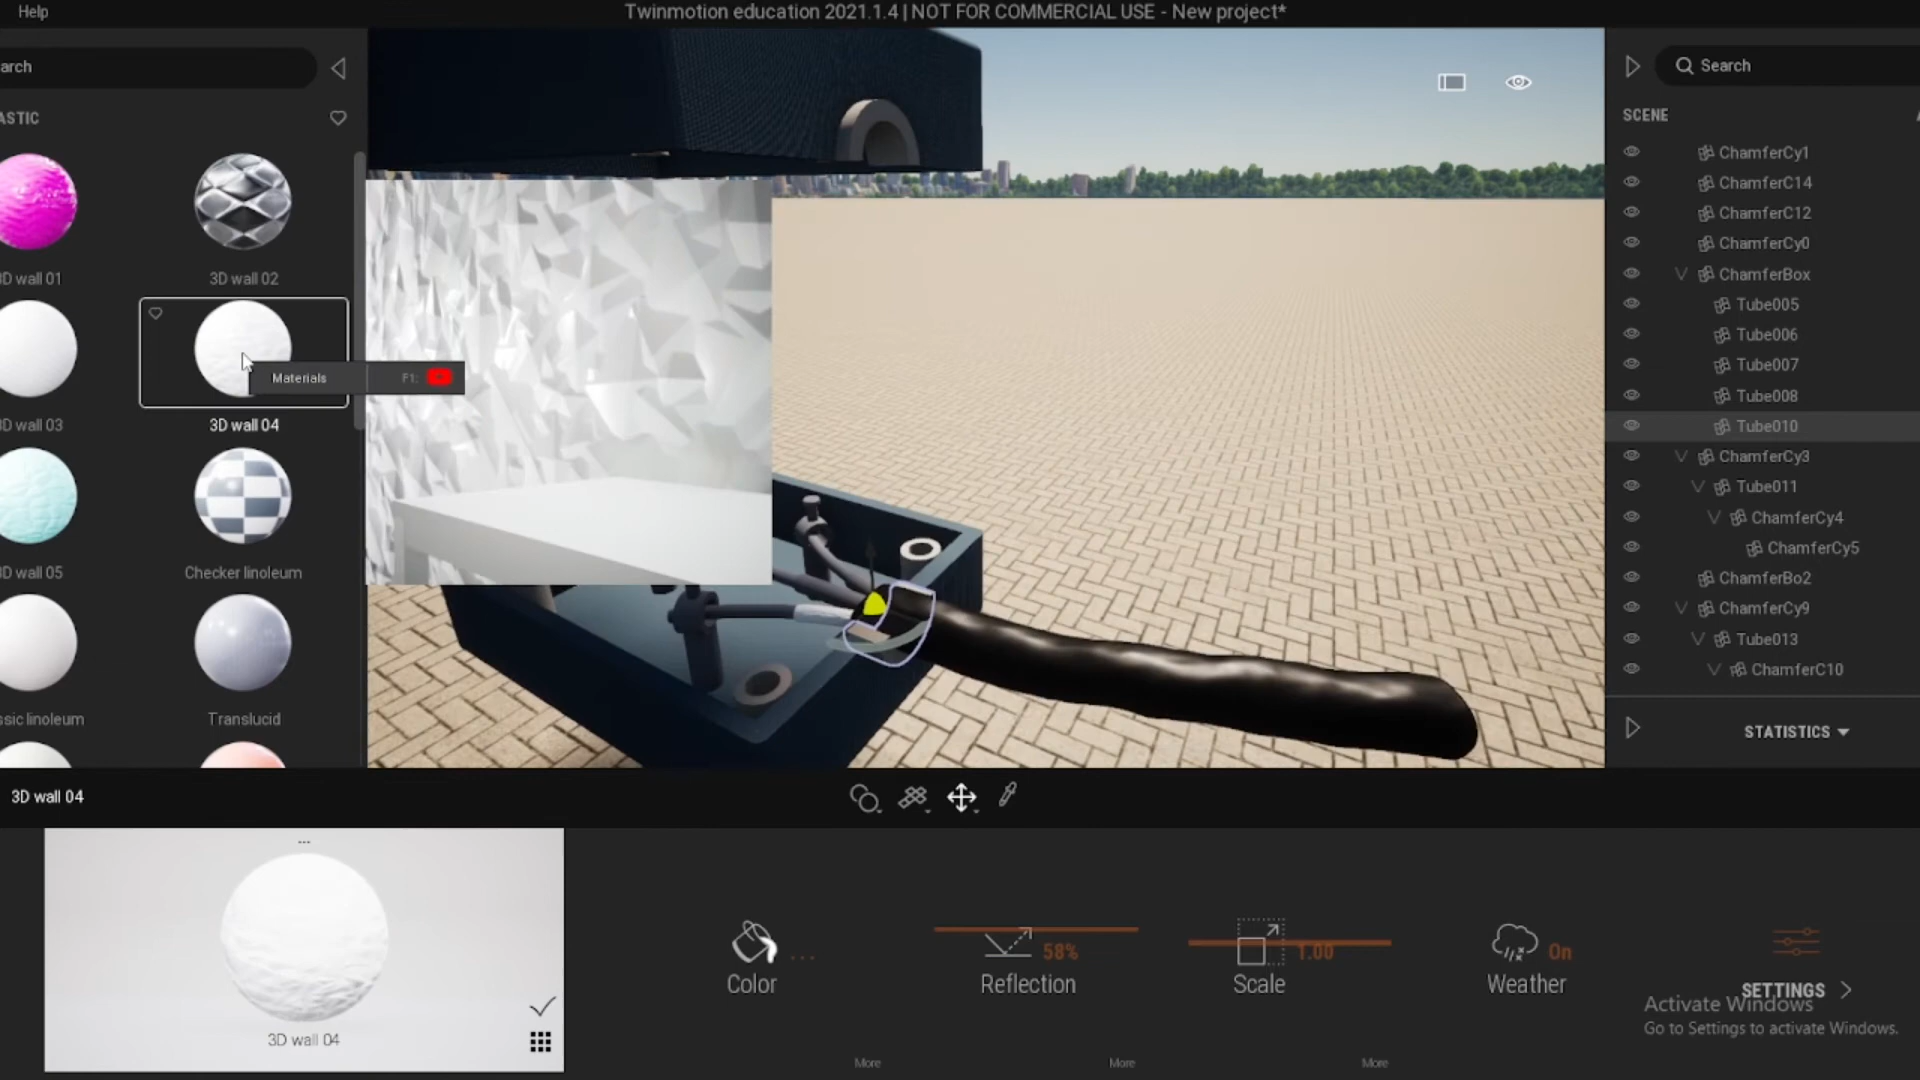 Help
Twinmotion education 2021.1.4 | NOT FOR COMMERCIAL USE - New project*
arch
ASTIC
3D wall 01
3D wall 02
3D wall 03
3D wall 04
Materials
F1:
3D wall 05
Checker linoleum
ssic linoleum
Translucid
Search
SCENE
ChamferCy1
ChamferC14
ChamferC12
ChamferCy0
ChamferBox
Tube005
Tube006
Tube007
Tube008
Tube010
ChamferCy3
Tube011
ChamferCy4
ChamferCy5
ChamferBo2
ChamferCy9
Tube013
ChamferC10
STATISTICS
3D wall 04
...
3D wall 04
Color
...
Reflection
58%
Scale
1.00
Weather
On
SETTINGS
Activate Windows
Go to Settings to activate Windows.
More
More
More